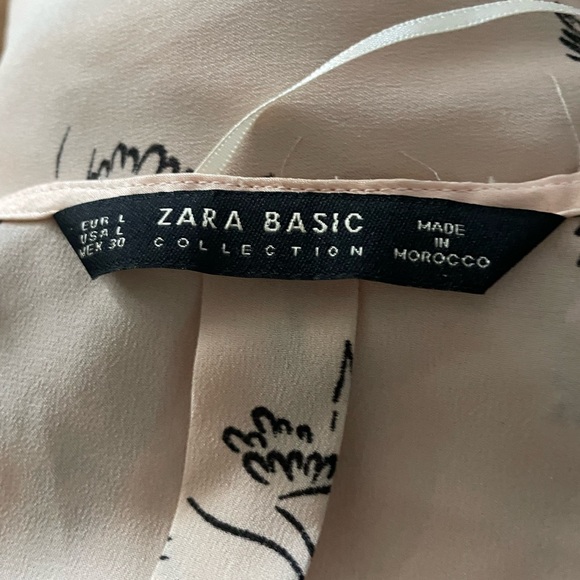 EUR L
USA L
MEX 30
ZARA BASIC
COLLECTION
MADE
IN
MOROCCO